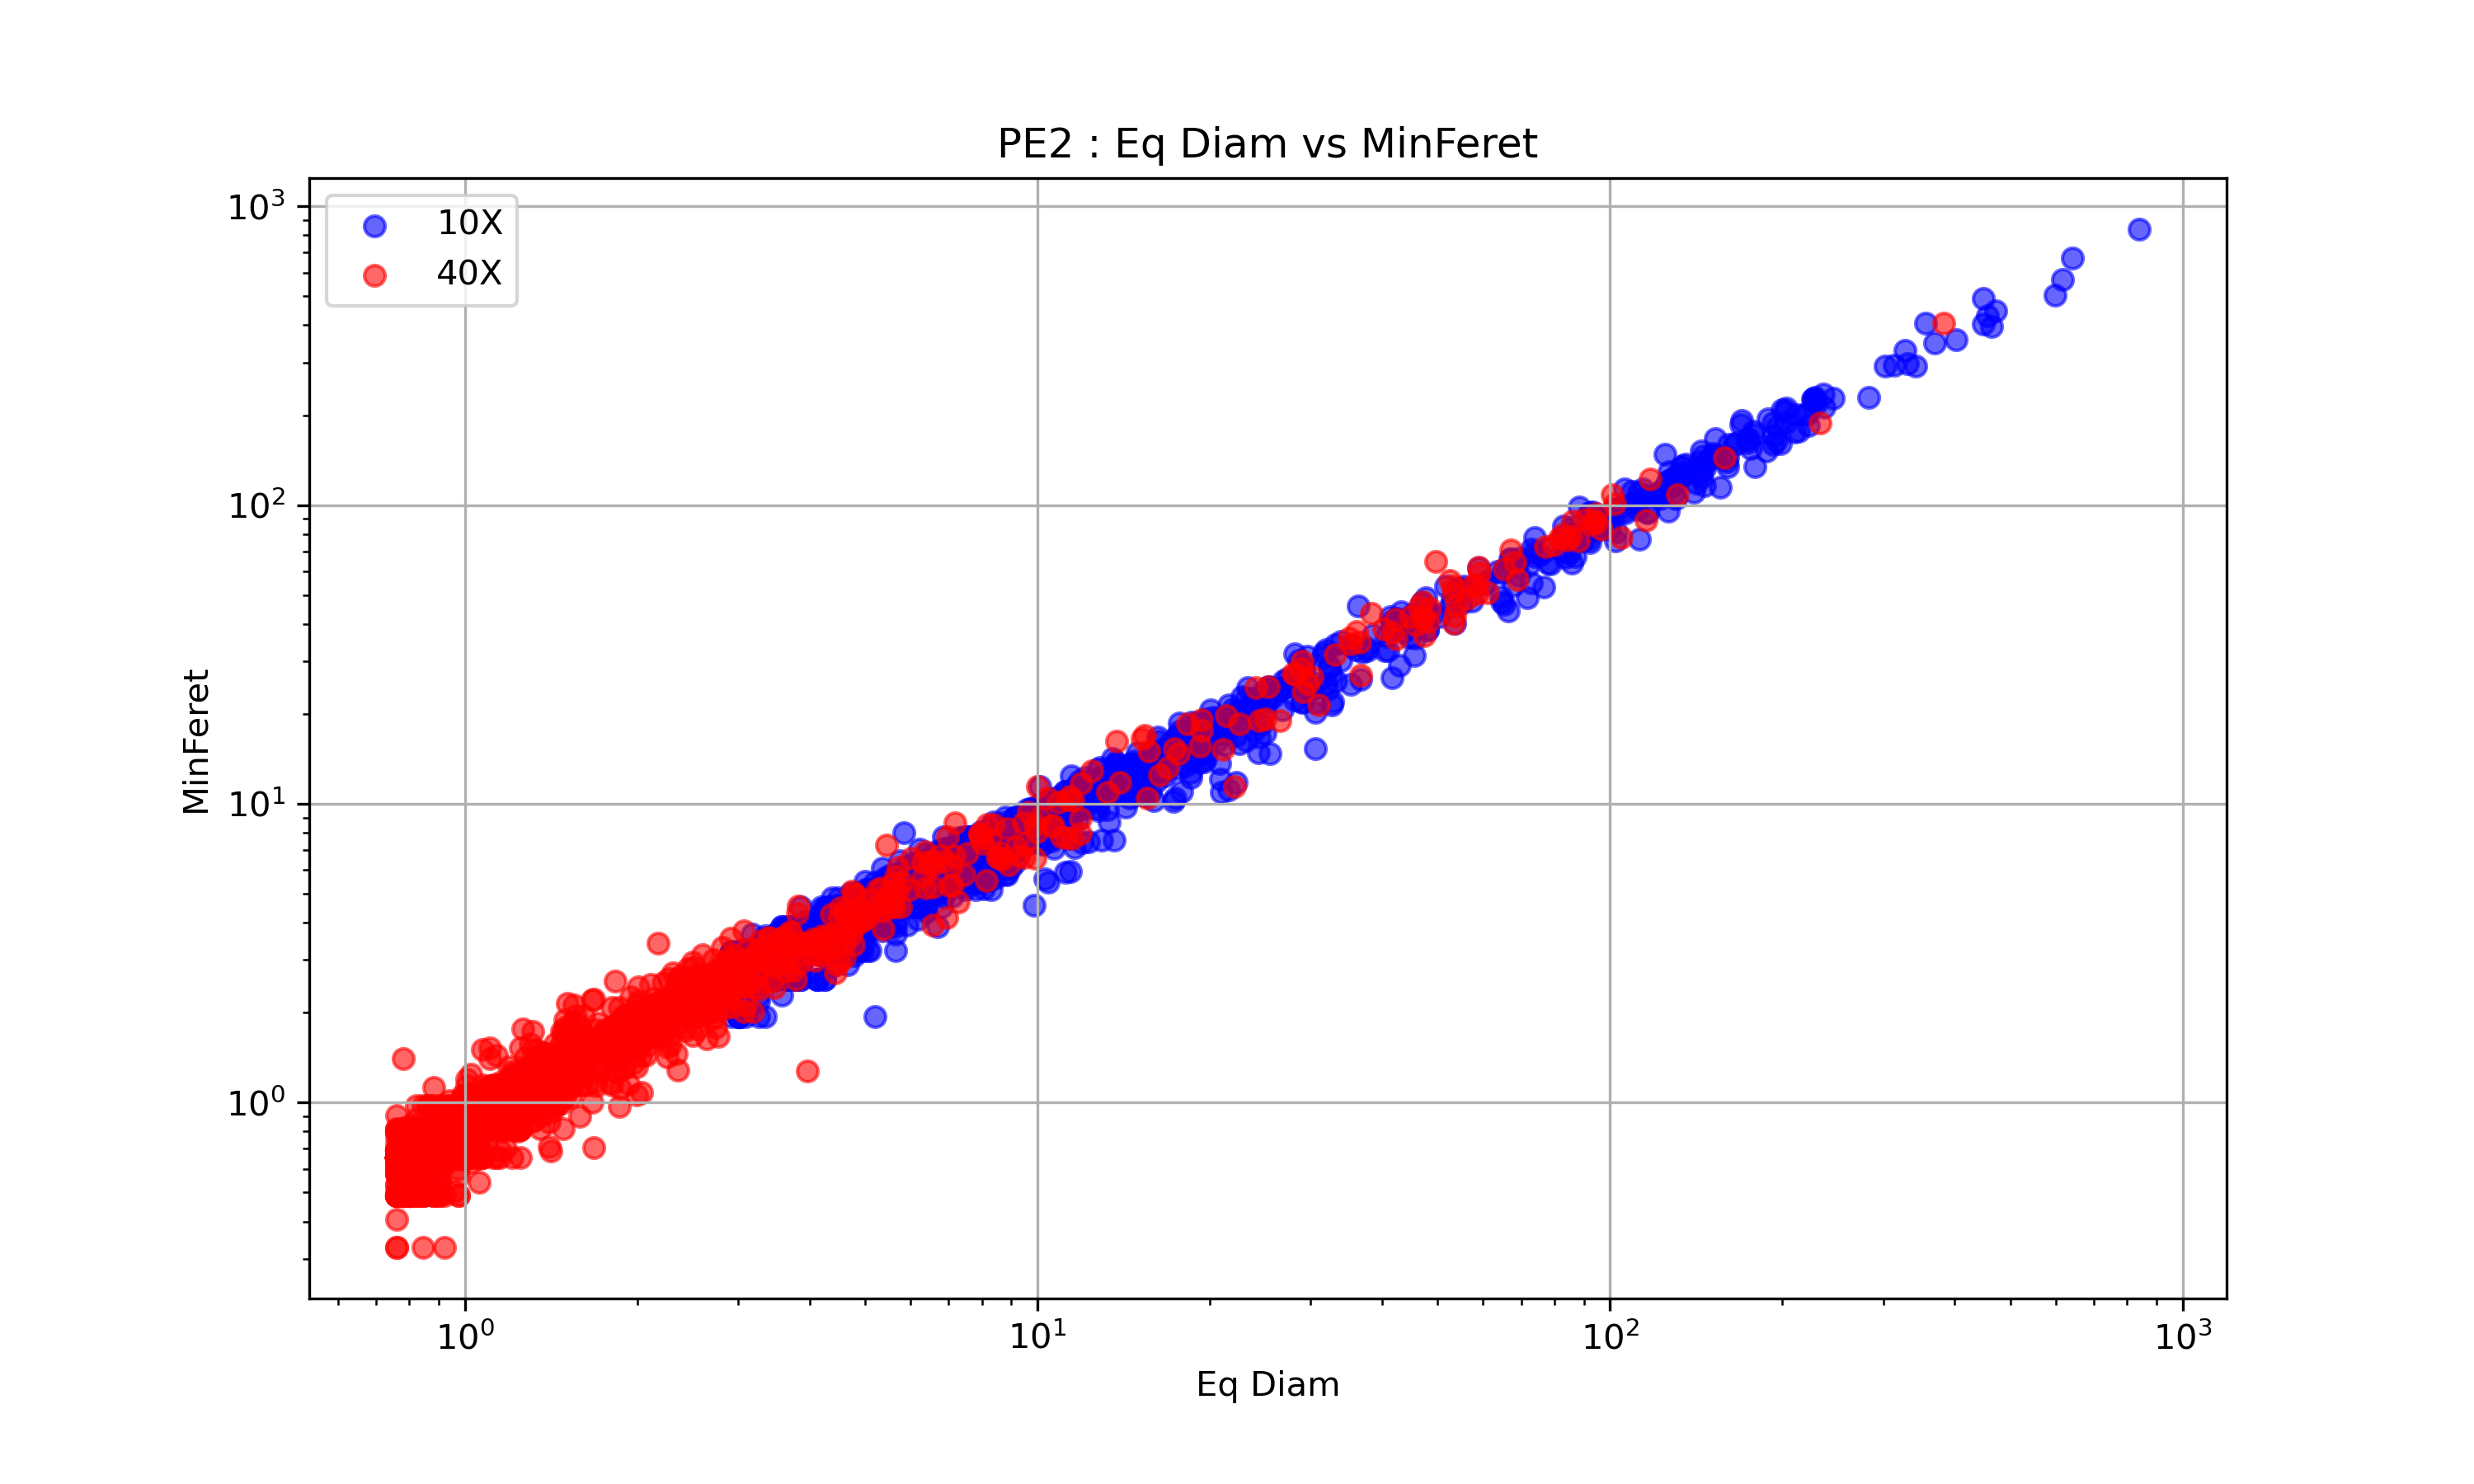 PE2 : Eq Diam vs MinFeret
10X
40X
10³
10²
10¹
10⁰
MinFeret
10⁰ 10¹ 10² 10³
Eq Diam